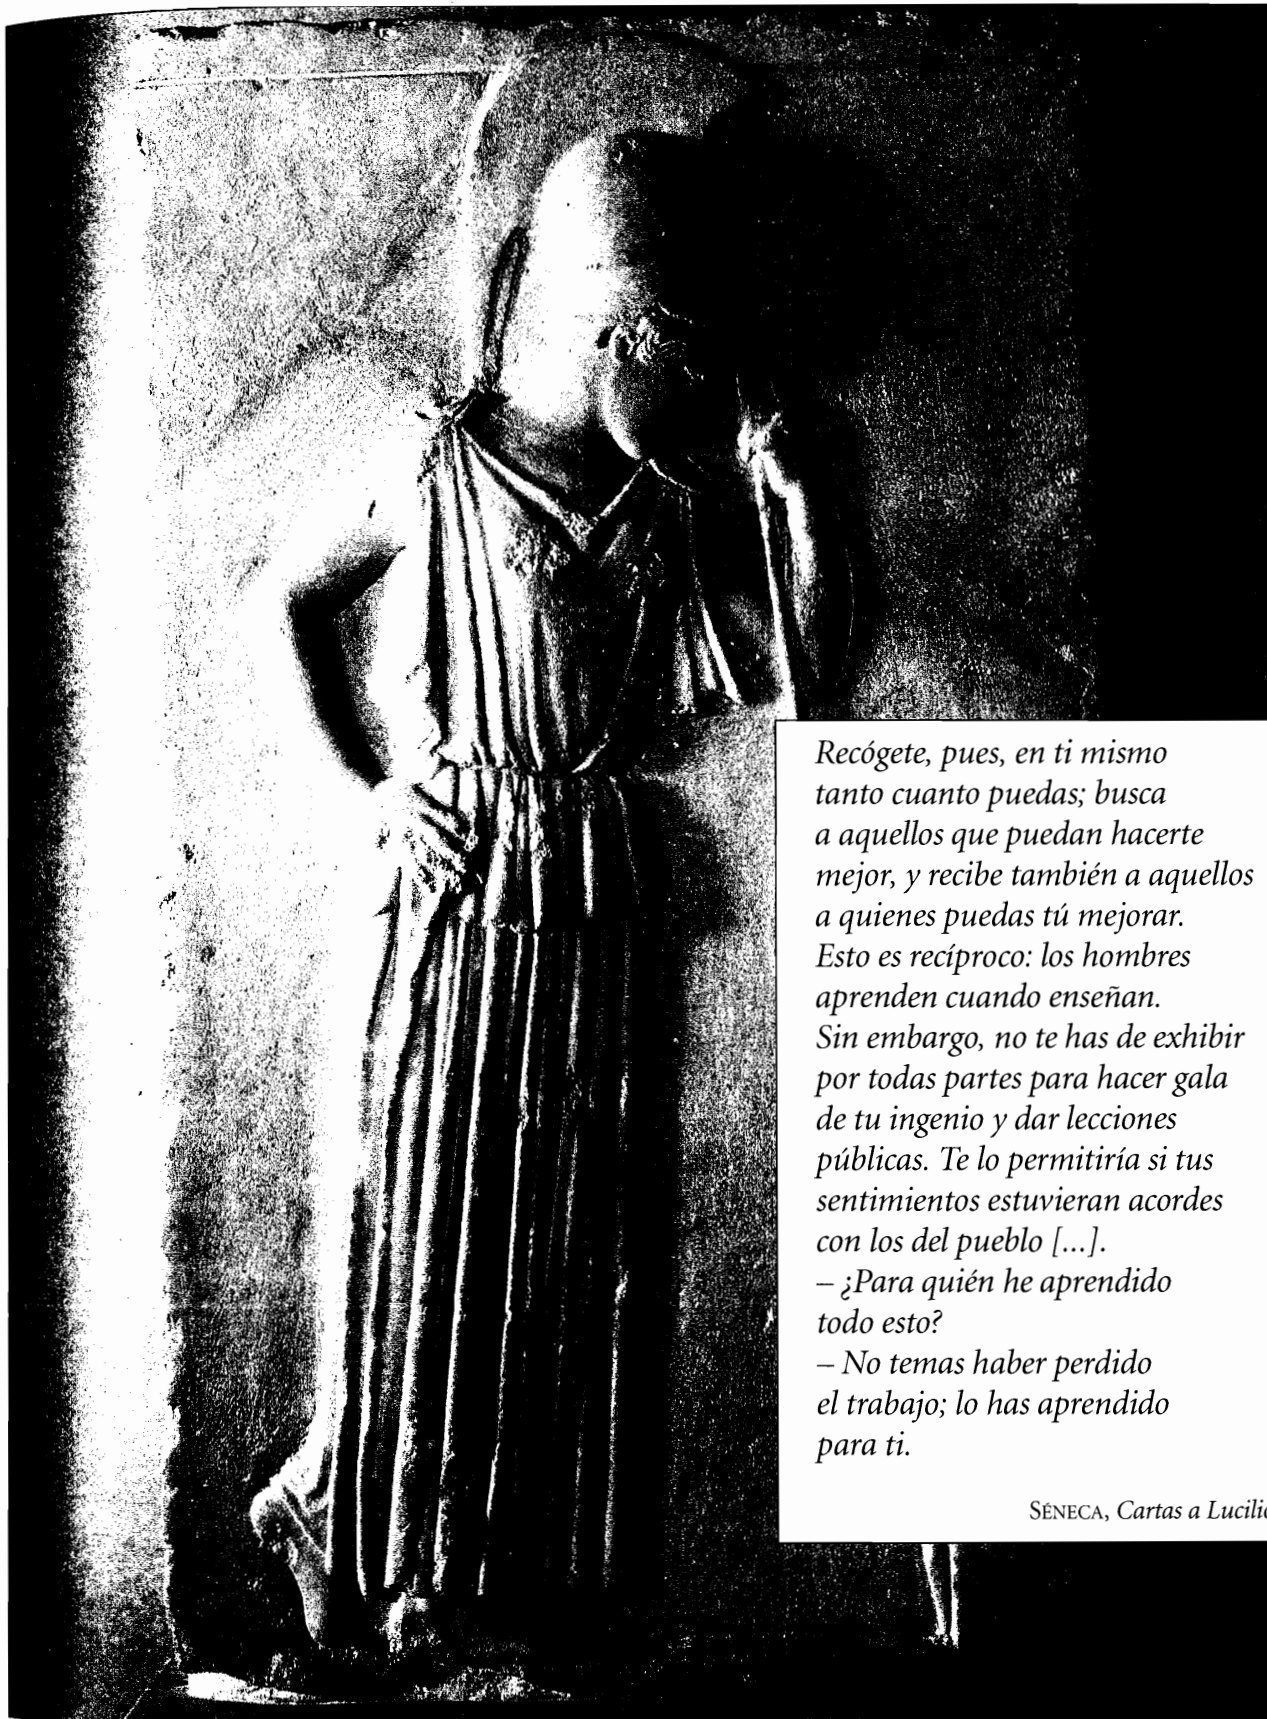 Recógete, pues, en ti mismo
tanto cuanto puedas; busca
a aquellos que puedan hacerte
mejor, y recibe también a aquellos
a quienes puedas tú mejorar.
Esto es recíproco: los hombres
aprenden cuando enseñan.
Sin embargo, no te has de exhibir
por todas partes para hacer gala
de tu ingenio y dar lecciones
públicas. Te lo permitiría si tus
sentimientos estuvieran acordes
con los del pueblo [...].
– ¿Para quién he aprendido
todo esto?
– No temas haber perdido
el trabajo; lo has aprendido
para ti.
SÉNECA, Cartas a Lucilio